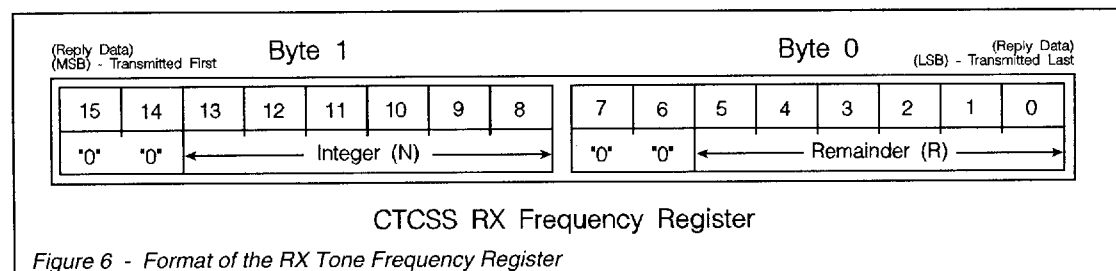 (Reply Data)
(MSB) - Transmitted First
Byte 1
Byte 0
(Reply Data)
(LSB) - Transmitted Last
15 14 13 12 11 10 9 8 7 6 5 4 3 2 1 0
"0" "0" Integer (N) "0" "0" Remainder (R)
CTCSS RX Frequency Register
Figure 6 - Format of the RX Tone Frequency Register